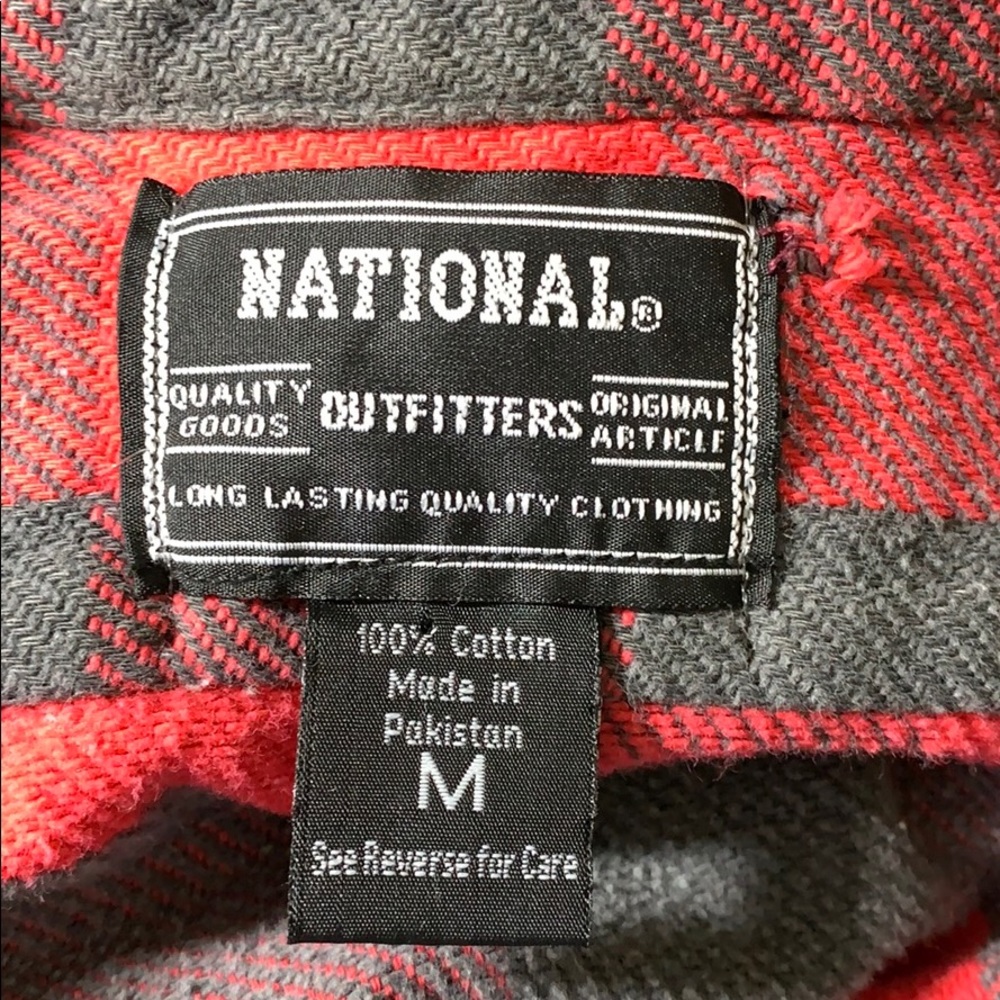 NATIONAL®
QUALITY
GOODS
OUTFITTERS
ORIGINAL
ARTICLE
LONG LASTING QUALITY CLOTHING
100% Cotton
Made in
Pakistan
M
See Reverse for Care